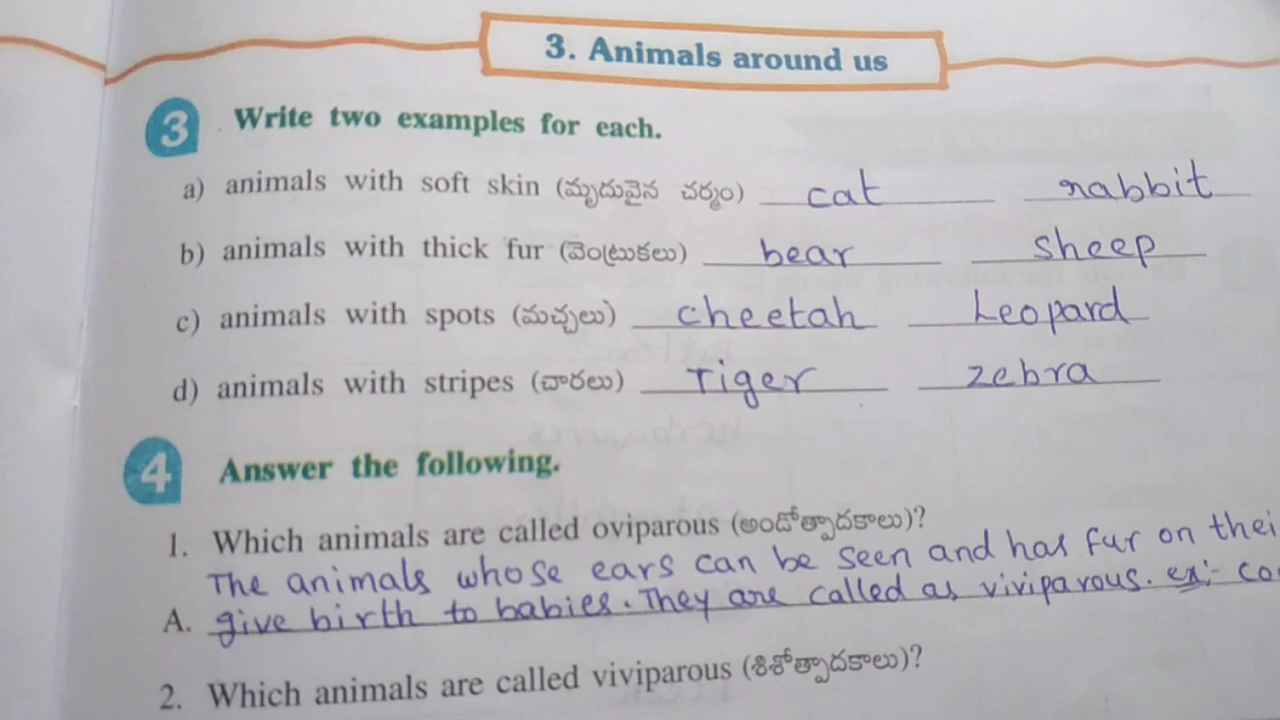 3. Animals around us
3 Write two examples for each.
a) animals with soft skin (మృదువైన చర్మం) cat rabbit
b) animals with thick fur (వెంట్రుకలు) bear sheep
c) animals with spots (మచ్చలు) cheetah Leopard
d) animals with stripes (చారలు) Tiger zebra
4 Answer the following.
1. Which animals are called oviparous (అండోత్పాదకాలు)?
The animals whose ears can be seen and has fur on thei
A. give birth to babies. They are called as viviparous. ex:- co
2. Which animals are called viviparous (శిశోత్పాదకాలు)?